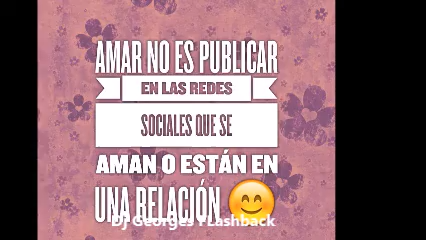 AMAR NO ES PUBLICAR
EN LAS REDES
SOCIALES QUE SE
AMAN O ESTÁN EN
UNA RELACIÓN
Dj Georges FLashback